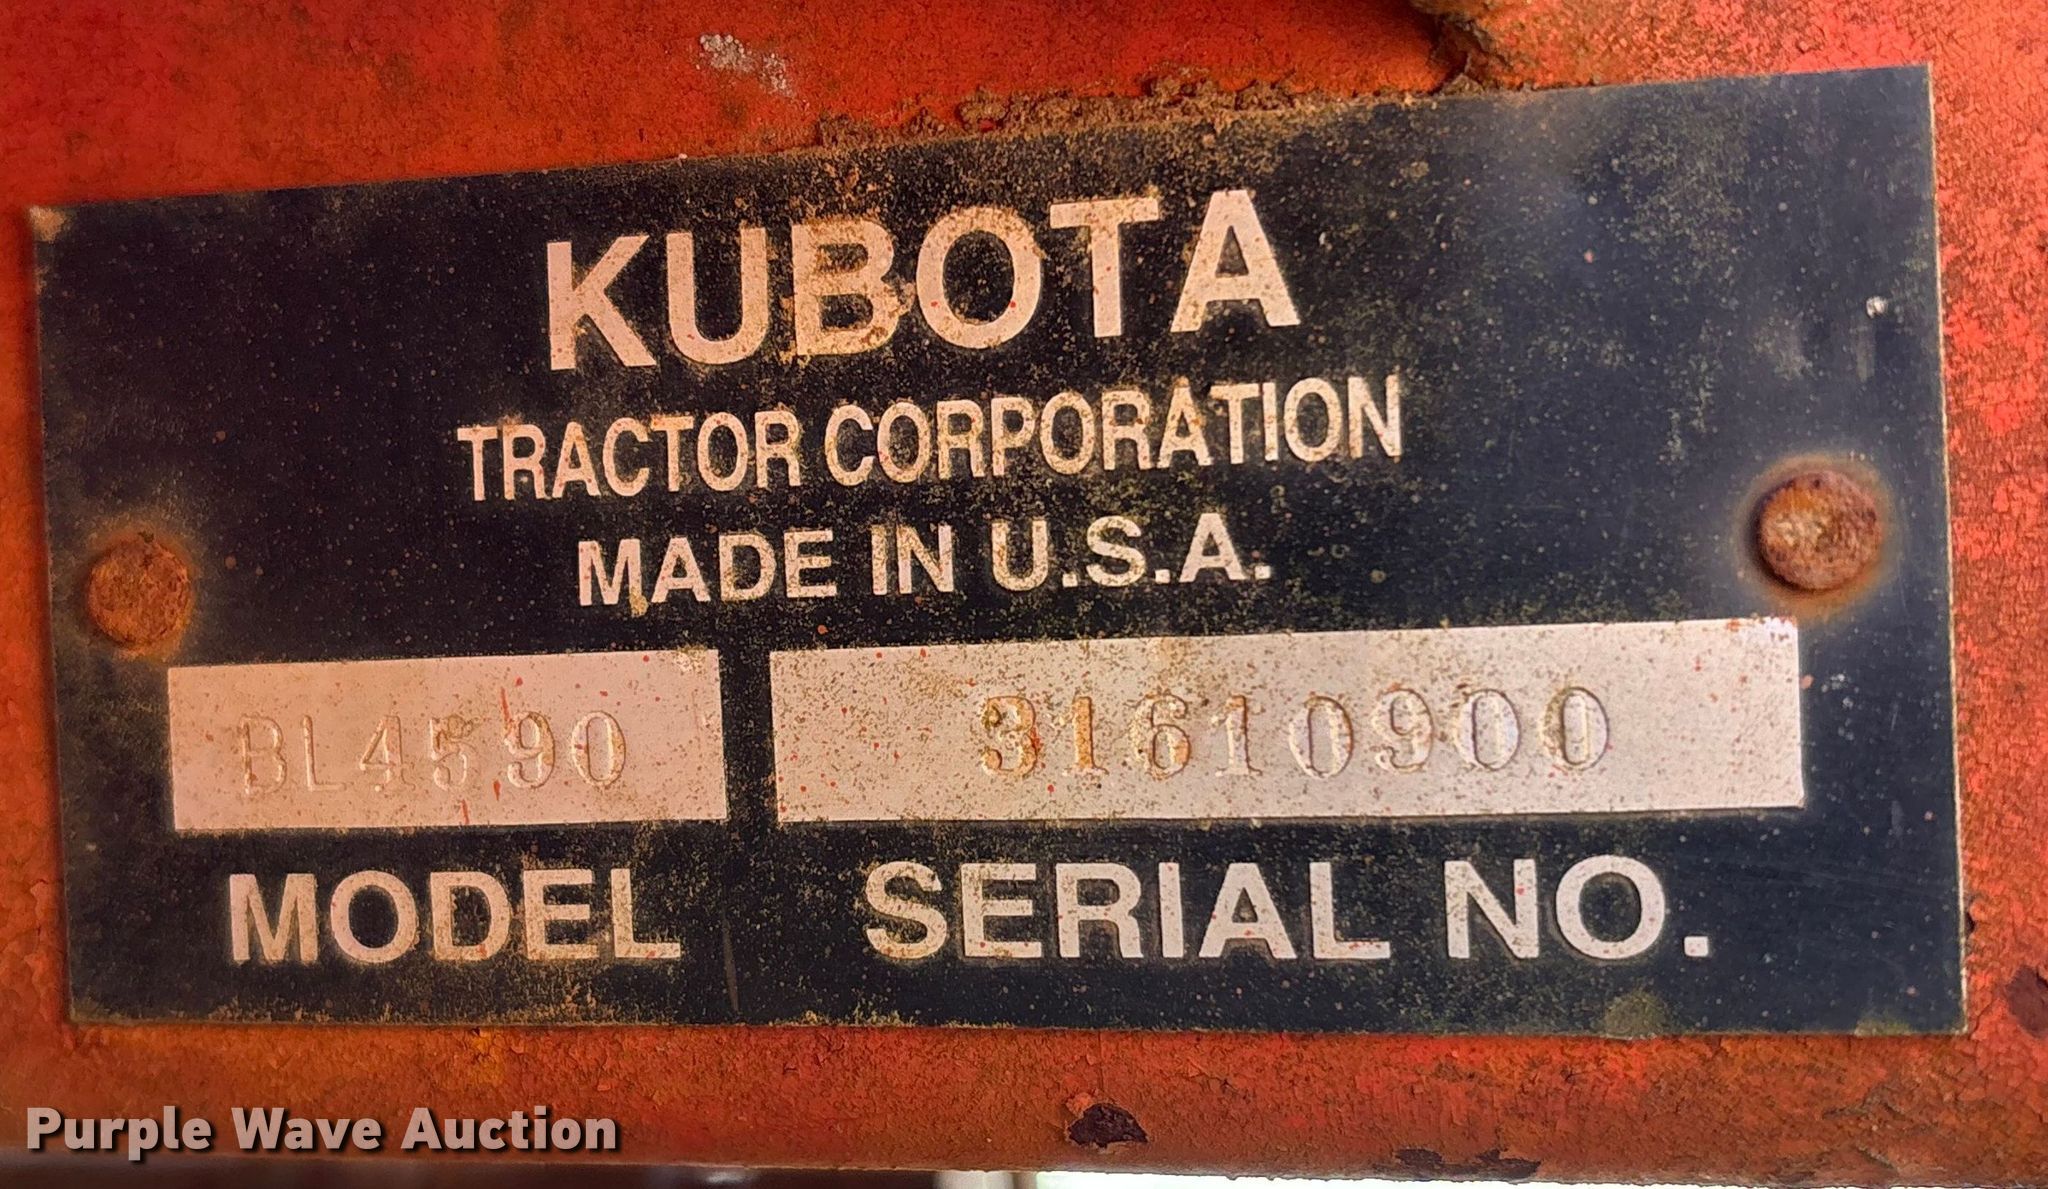 KUBOTA
TRACTOR CORPORATION
MADE IN U.S.A.
BL4590 31610900
MODEL SERIAL NO.
Purple Wave Auction